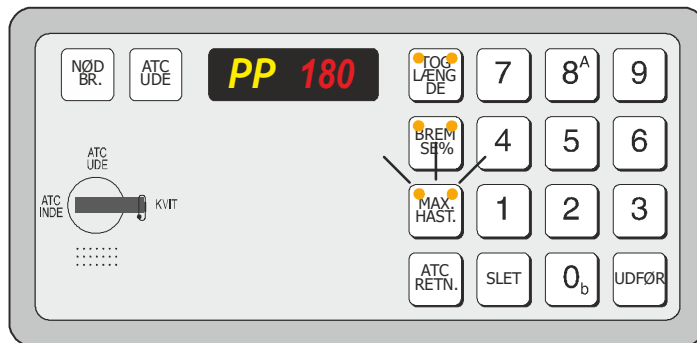 NØD
BR.
ATC
UDE
PP 180
TOG
LÆNG
DE
7
8A
9
BREM
SE%
4
5
6
ATC
UDE
ATC
INDE
KVIT
MAX.
HAST.
1
2
3
ATC
RETN.
SLET
0b
UDFØR